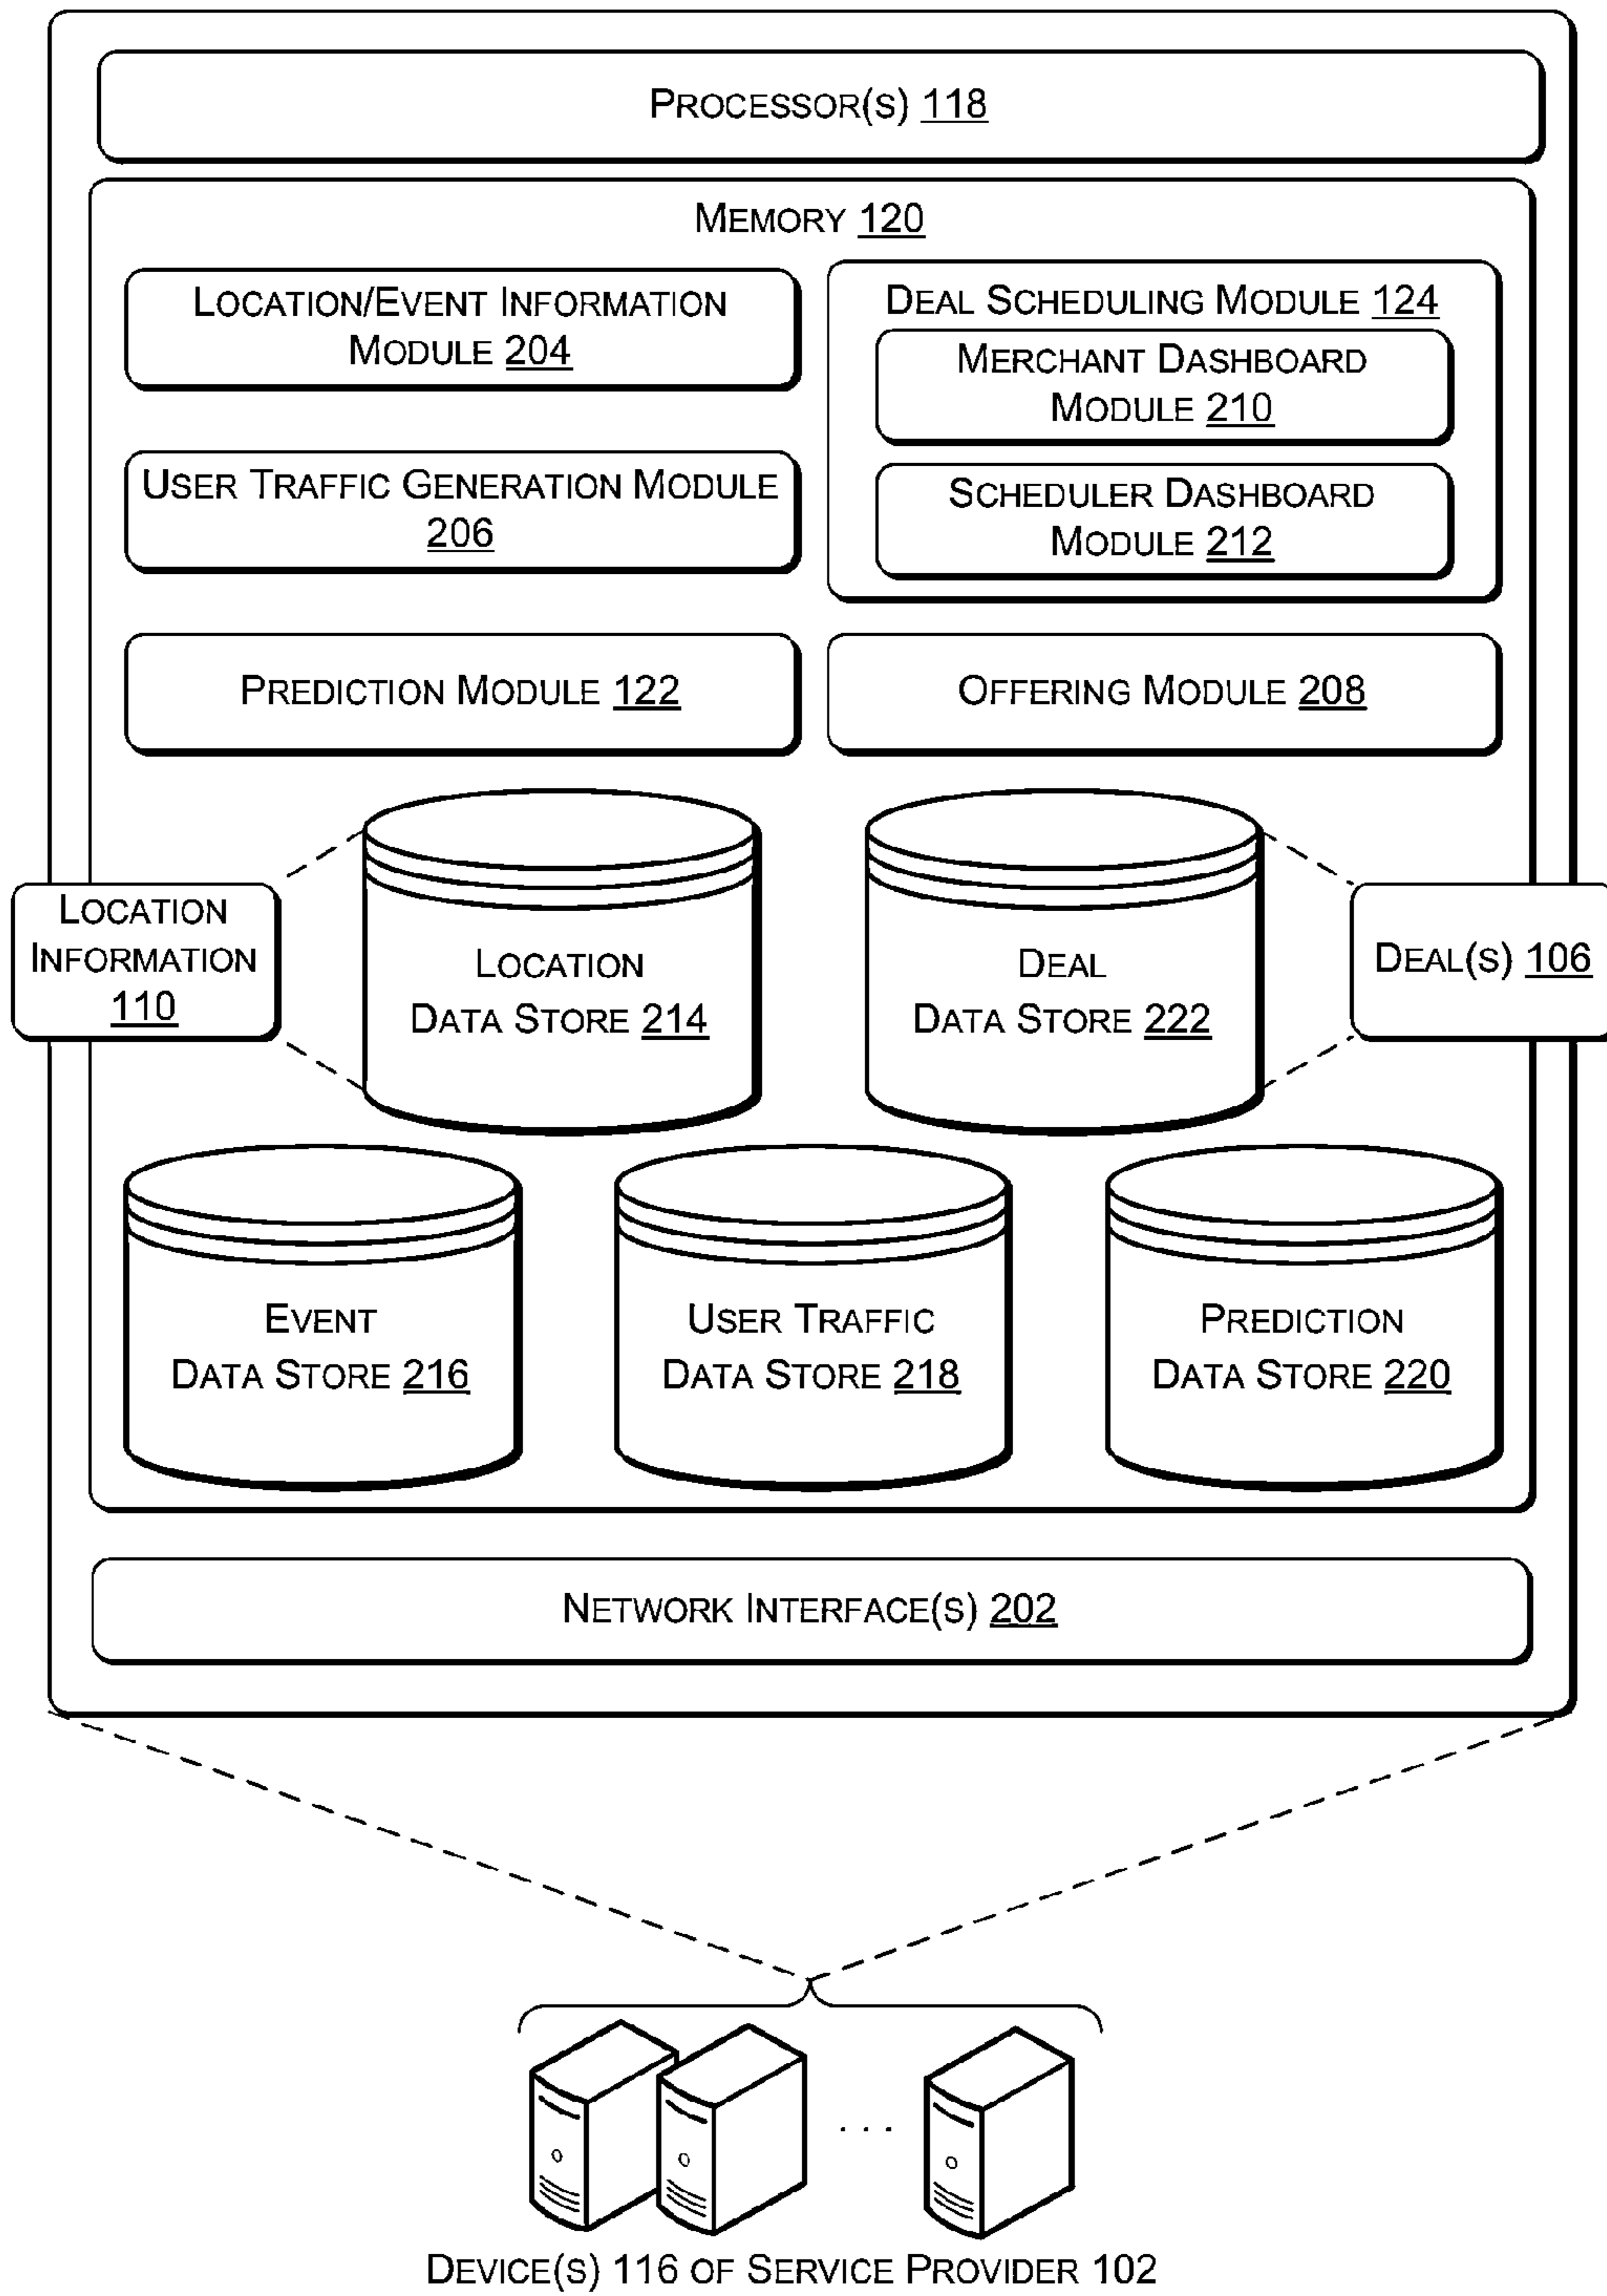 PROCESSOR(S) 118
MEMORY 120
LOCATION/EVENT INFORMATION
MODULE 204
USER TRAFFIC GENERATION MODULE
206
PREDICTION MODULE 122
DEAL SCHEDULING MODULE 124
MERCHANT DASHBOARD
MODULE 210
SCHEDULER DASHBOARD
MODULE 212
OFFERING MODULE 208
LOCATION
INFORMATION
110
LOCATION
DATA STORE 214
DEAL
DATA STORE 222
DEAL(S) 106
EVENT
DATA STORE 216
USER TRAFFIC
DATA STORE 218
PREDICTION
DATA STORE 220
NETWORK INTERFACE(S) 202
. . .
DEVICE(S) 116 OF SERVICE PROVIDER 102